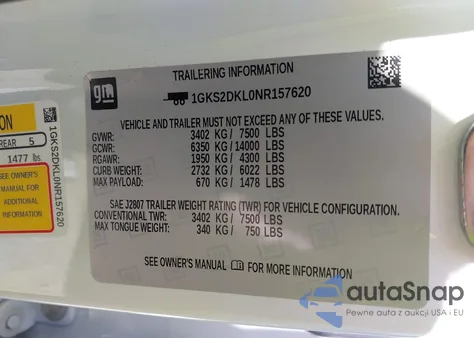 TRAILERING INFORMATION
gm
1GKS2DKL0NR157620
VEHICLE AND TRAILER MUST NOT EXCEED ANY OF THESE VALUES.
GVWR: 3402 KG / 7500 LBS
GCWR: 6350 KG / 14000 LBS
RGAWR: 1950 KG / 4300 LBS
CURB WEIGHT: 2732 KG / 6022 LBS
MAX PAYLOAD: 670 KG / 1478 LBS
SAE J2807 TRAILER WEIGHT RATING (TWR) FOR VEHICLE CONFIGURATION.
CONVENTIONAL TWR: 3402 KG / 7500 LBS
MAX TONGUE WEIGHT: 340 KG / 750 LBS
SEE OWNER'S MANUAL FOR MORE INFORMATION
REAR 5
1477 lbs
SEE OWNER'S
MANUAL FOR
ADDITIONAL
INFORMATION
1GKS2DKL0NR157620
autoSnap
Pewne auta z aukcji USA i EU